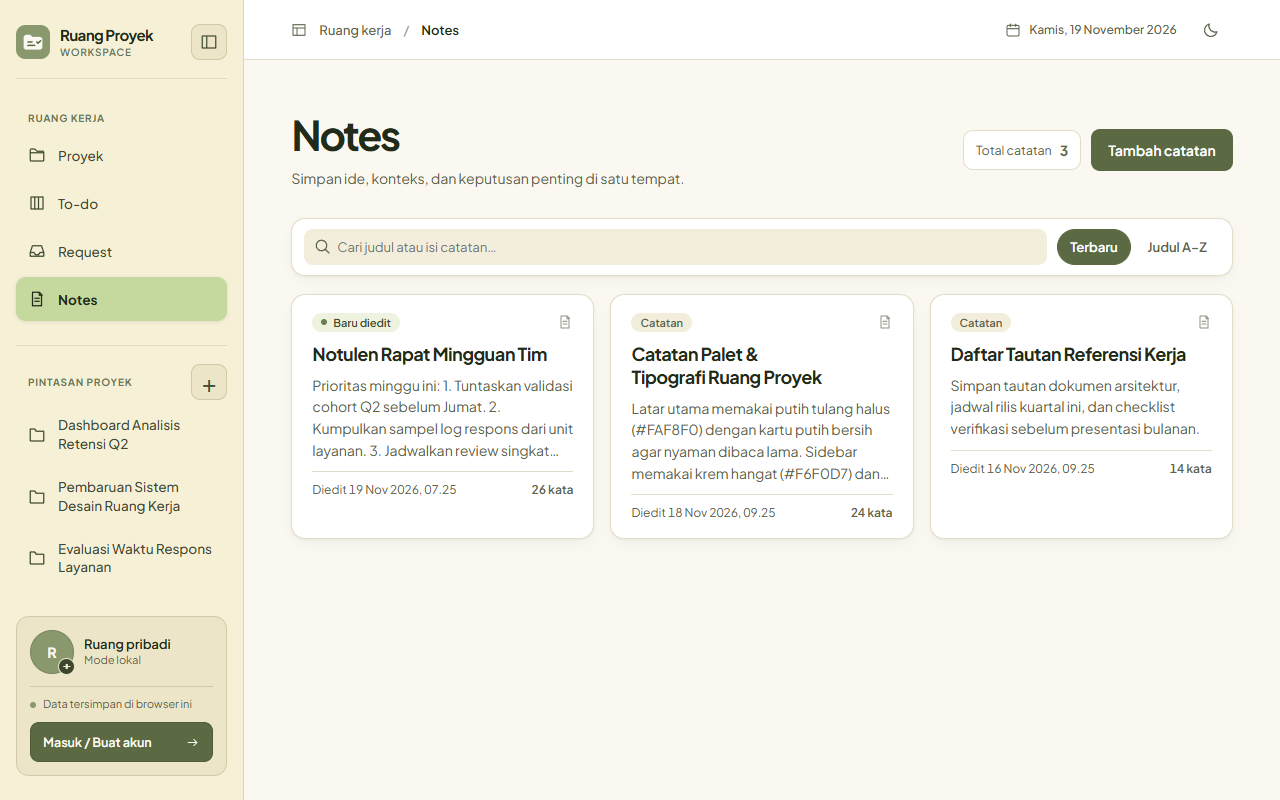 Ruang Proyek
WORKSPACE
RUANG KERJA
Proyek
To-do
Request
Notes
PINTASAN PROYEK
+
Dashboard Analisis
Retensi Q2
Pembaruan Sistem
Desain Ruang Kerja
Evaluasi Waktu Respons
Layanan
R
+
Ruang pribadi
Mode lokal
Data tersimpan di browser ini
Masuk / Buat akun →
Ruang kerja / Notes
Kamis, 19 November 2026
Notes
Simpan ide, konteks, dan keputusan penting di satu tempat.
Total catatan 3
Tambah catatan
Cari judul atau isi catatan...
Terbaru
Judul A–Z
Baru diedit
Notulen Rapat Mingguan Tim
Prioritas minggu ini: 1. Tuntaskan validasi
cohort Q2 sebelum Jumat. 2.
Kumpulkan sampel log respons dari unit
layanan. 3. Jadwalkan review singkat...
Diedit 19 Nov 2026, 07.25
26 kata
Catatan
Catatan Palet &
Tipografi Ruang Proyek
Latar utama memakai putih tulang halus
(#FAF8F0) dengan kartu putih bersih
agar nyaman dibaca lama. Sidebar
memakai krem hangat (#F6F0D7) dan...
Diedit 18 Nov 2026, 09.25
24 kata
Catatan
Daftar Tautan Referensi Kerja
Simpan tautan dokumen arsitektur,
jadwal rilis kuartal ini, dan checklist
verifikasi sebelum presentasi bulanan.
Diedit 16 Nov 2026, 09.25
14 kata